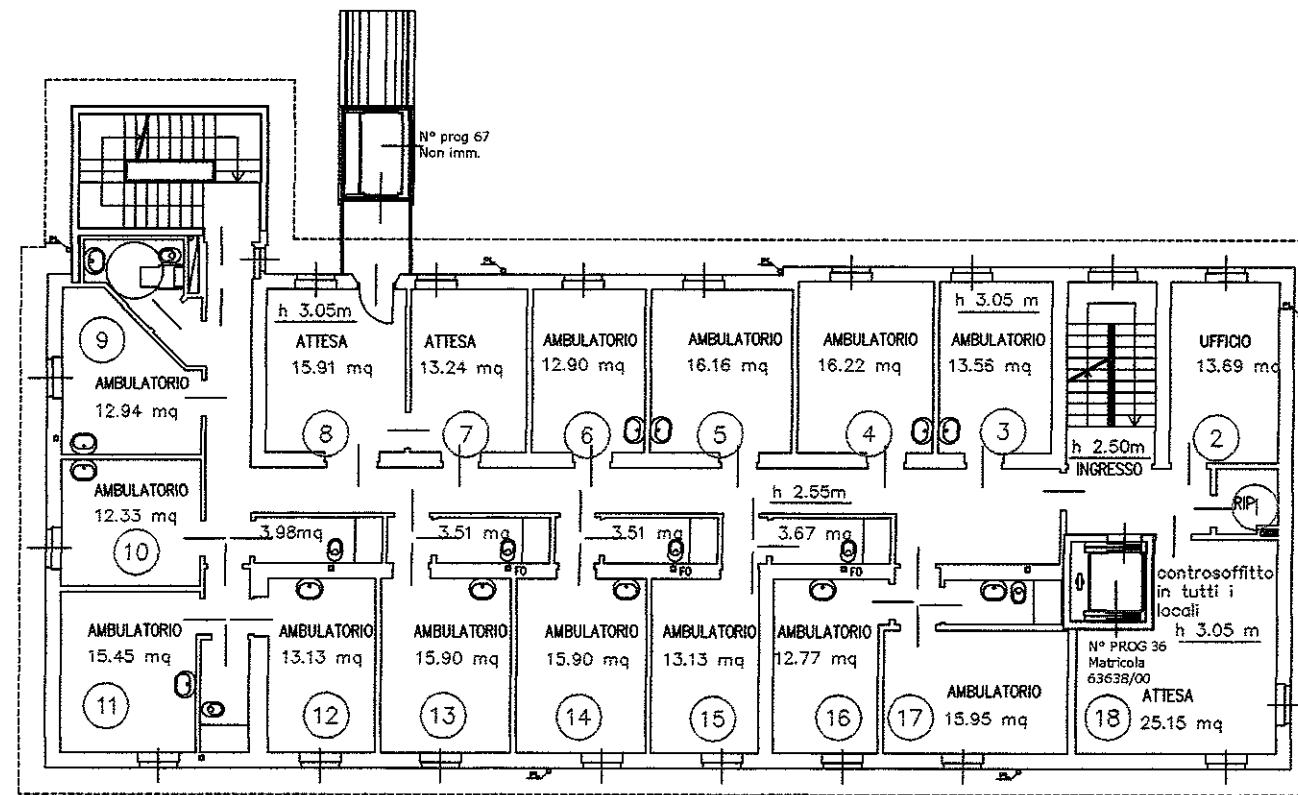 N° prog 67
Non imm.
h 3.05m
ATTESA
15.91 mq
8
ATTESA
13.24 mq
7
AMBULATORIO
12.90 mq
6
AMBULATORIO
16.16 mq
5
AMBULATORIO
16.22 mq
4
h 3.05 m
AMBULATORIO
13.56 mq
3
h 2.50m
INGRESSO
UFFICIO
13.69 mq
2
9
AMBULATORIO
12.94 mq
AMBULATORIO
12.33 mq
10
h 2.55m
RIP
1
3.98mq
3.51 mq
3.51 mq
3.67 mq
FO
FO
FO
controsoffitto
in tutti i
locali
h 3.05 m
N° PROG 36
Matricola
63638/00
ATTESA
25.15 mq
18
AMBULATORIO
15.45 mq
11
AMBULATORIO
13.13 mq
12
AMBULATORIO
15.90 mq
13
AMBULATORIO
15.90 mq
14
AMBULATORIO
13.13 mq
15
AMBULATORIO
12.77 mq
16
AMBULATORIO
15.95 mq
17